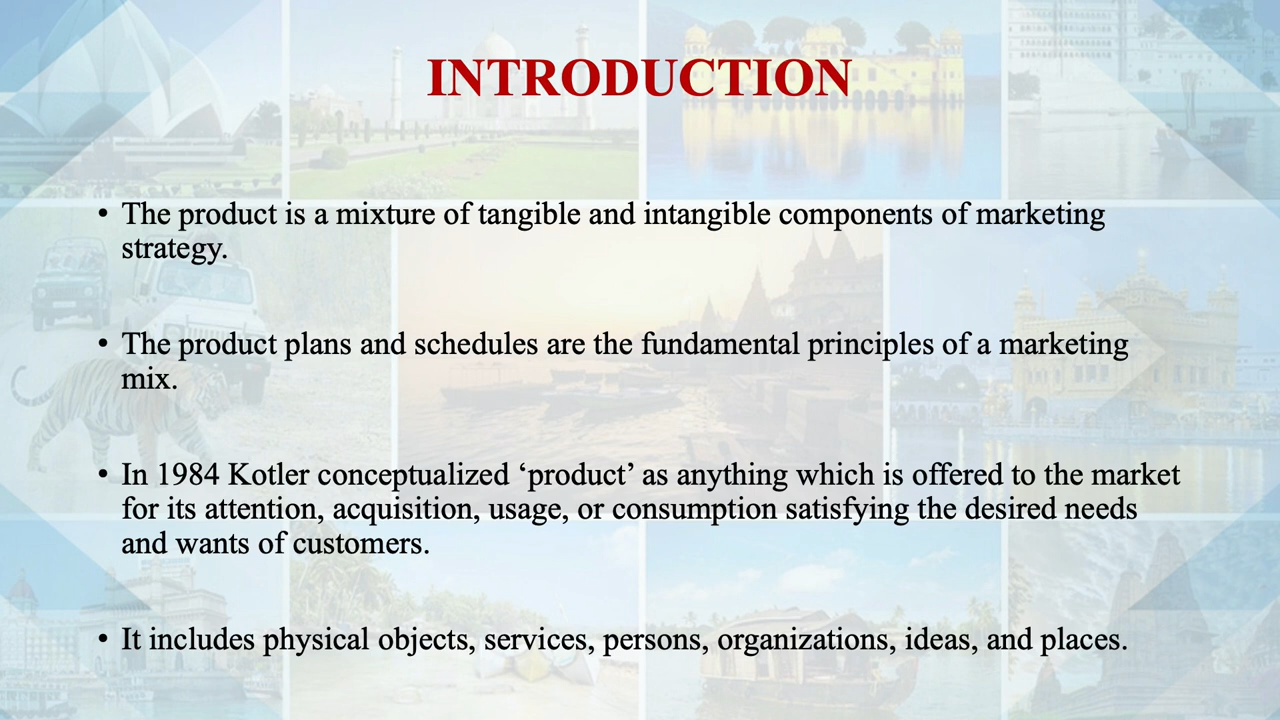 INTRODUCTION
• The product is a mixture of tangible and intangible components of marketing
strategy.
• The product plans and schedules are the fundamental principles of a marketing
mix.
• In 1984 Kotler conceptualized ‘product’ as anything which is offered to the market
for its attention, acquisition, usage, or consumption satisfying the desired needs
and wants of customers.
• It includes physical objects, services, persons, organizations, ideas, and places.